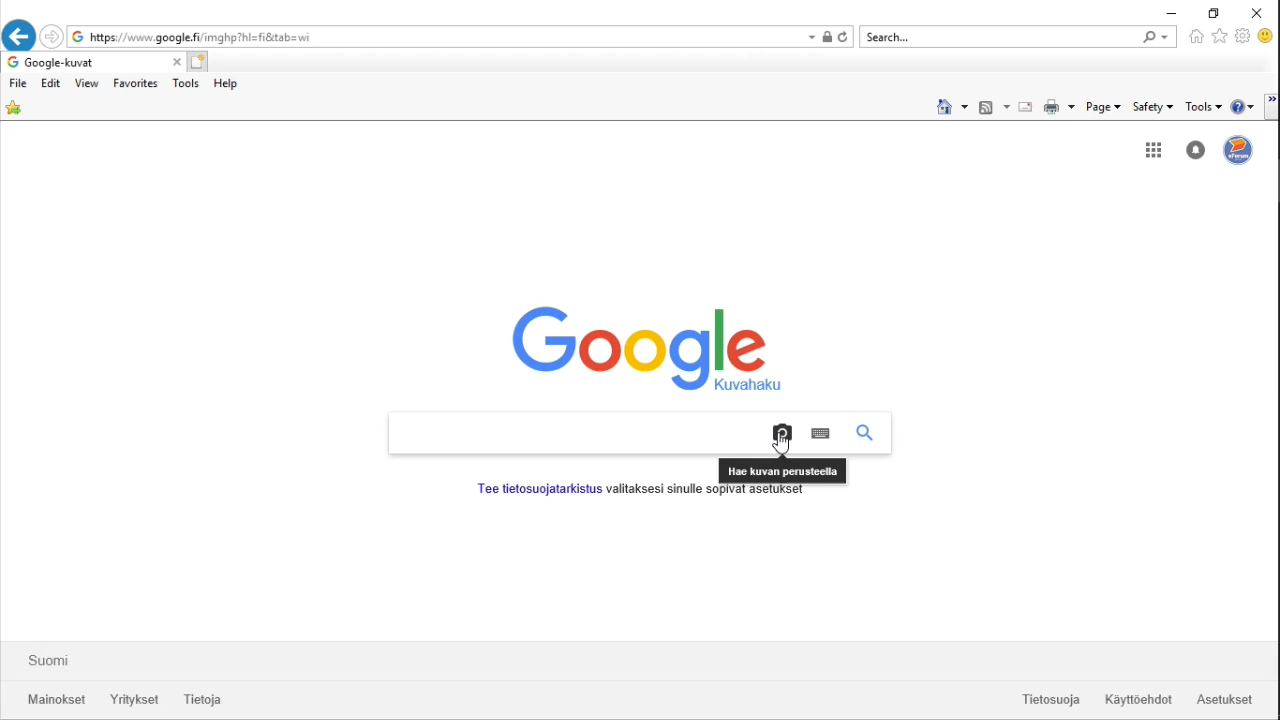 https://www.google.fi/imghp?hl=fi&tab=wi
Search...
Google-kuvat
File Edit View Favorites Tools Help
Page Safety Tools
eForum
Google
Kuvahaku
Hae kuvan perusteella
Tee tietosuojatarkistus valitaksesi sinulle sopivat asetukset
Suomi
Mainokset Yritykset Tietoja Tietosuoja Käyttöehdot Asetukset